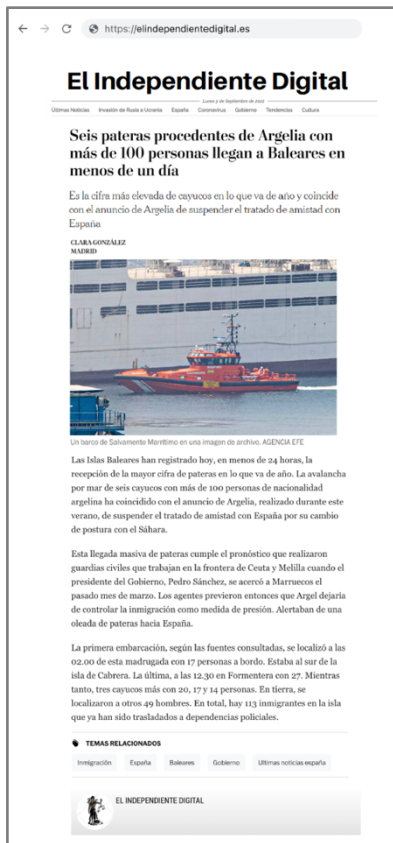 https://elindependientedigital.es
El Independiente Digital
Lunes 5 de Septiembre de 2022
Últimas Noticias Invasión de Rusia a Ucrania España Coronavirus Gobierno Tendencias Cultura
Seis pateras procedentes de Argelia con
más de 100 personas llegan a Baleares en
menos de un día
Es la cifra más elevada de cayucos en lo que va de año y coincide
con el anuncio de Argelia de suspender el tratado de amistad con
España
CLARA GONZÁLEZ
MADRID
Un barco de Salvamento Marítimo en una imagen de archivo. AGENCIA EFE
Las Islas Baleares han registrado hoy, en menos de 24 horas, la
recepción de la mayor cifra de pateras en lo que va de año. La avalancha
por mar de seis cayucos con más de 100 personas de nacionalidad
argelina ha coincidido con el anuncio de Argelia, realizado durante este
verano, de suspender el tratado de amistad con España por su cambio
de postura con el Sáhara.
Esta llegada masiva de pateras cumple el pronóstico que realizaron
guardias civiles que trabajan en la frontera de Ceuta y Melilla cuando el
presidente del Gobierno, Pedro Sánchez, se acercó a Marruecos el
pasado mes de marzo. Los agentes previeron entonces que Argel dejaría
de controlar la inmigración como medida de presión. Alertaban de una
oleada de pateras hacia España.
La primera embarcación, según las fuentes consultadas, se localizó a las
02.00 de esta madrugada con 17 personas a bordo. Estaba al sur de la
isla de Cabrera. La última, a las 12.30 en Formentera con 27. Mientras
tanto, tres cayucos más con 20, 17 y 14 personas. En tierra, se
localizaron a otros 49 hombres. En total, hay 113 inmigrantes en la isla
que ya han sido trasladados a dependencias policiales.
TEMAS RELACIONADOS
Inmigración España Baleares Gobierno Ultimas noticias españa
EL INDEPENDIENTE DIGITAL